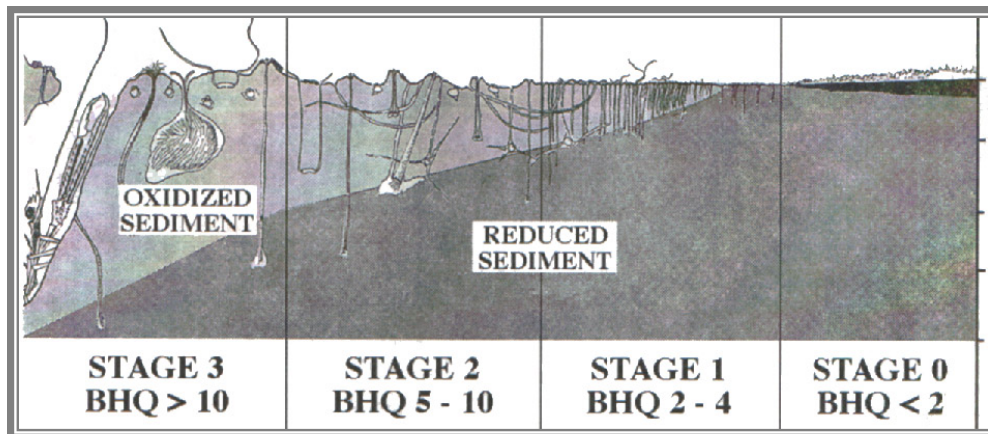 OXIDIZED
SEDIMENT
REDUCED
SEDIMENT
STAGE 3
BHQ > 10
STAGE 2
BHQ 5 - 10
STAGE 1
BHQ 2 - 4
STAGE 0
BHQ < 2